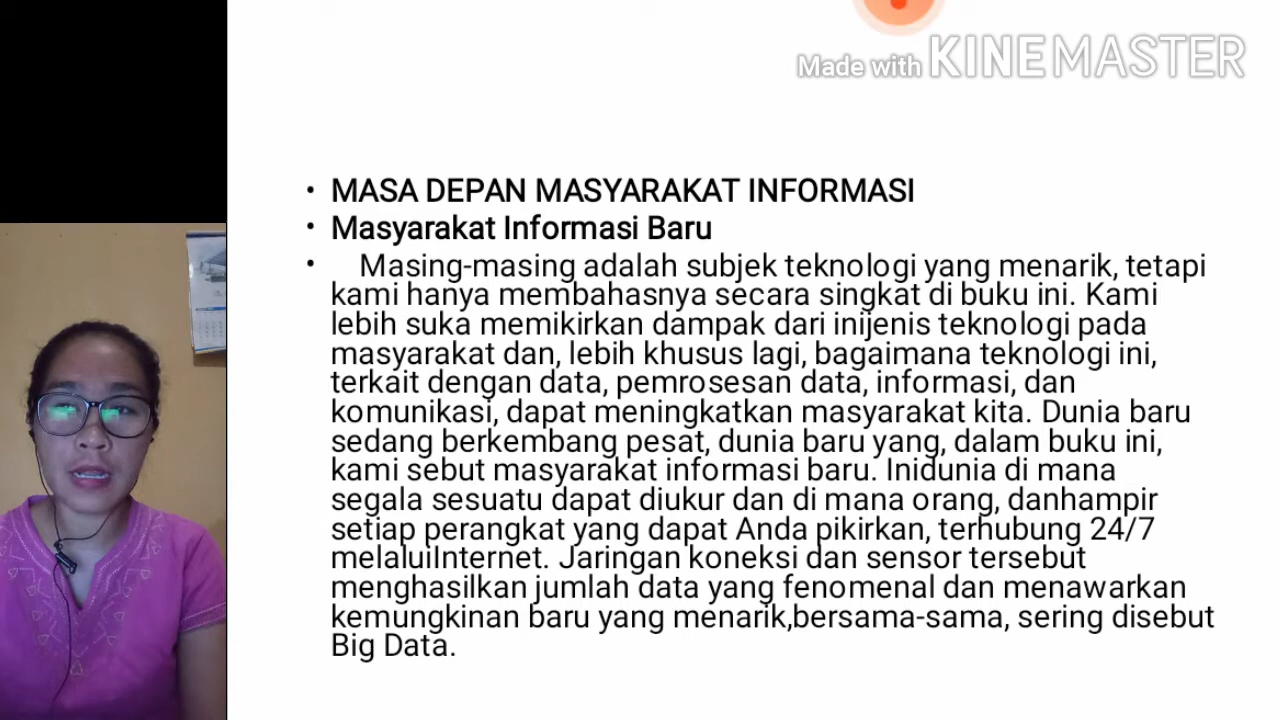 Made with KINEMASTER
• MASA DEPAN MASYARAKAT INFORMASI
• Masyarakat Informasi Baru
• Masing-masing adalah subjek teknologi yang menarik, tetapi
kami hanya membahasnya secara singkat di buku ini. Kami
lebih suka memikirkan dampak dari inijenis teknologi pada
masyarakat dan, lebih khusus lagi, bagaimana teknologi ini,
terkait dengan data, pemrosesan data, informasi, dan
komunikasi, dapat meningkatkan masyarakat kita. Dunia baru
sedang berkembang pesat, dunia baru yang, dalam buku ini,
kami sebut masyarakat informasi baru. Inidunia di mana
segala sesuatu dapat diukur dan di mana orang, danhampir
setiap perangkat yang dapat Anda pikirkan, terhubung 24/7
melaluiInternet. Jaringan koneksi dan sensor tersebut
menghasilkan jumlah data yang fenomenal dan menawarkan
kemungkinan baru yang menarik,bersama-sama, sering disebut
Big Data.